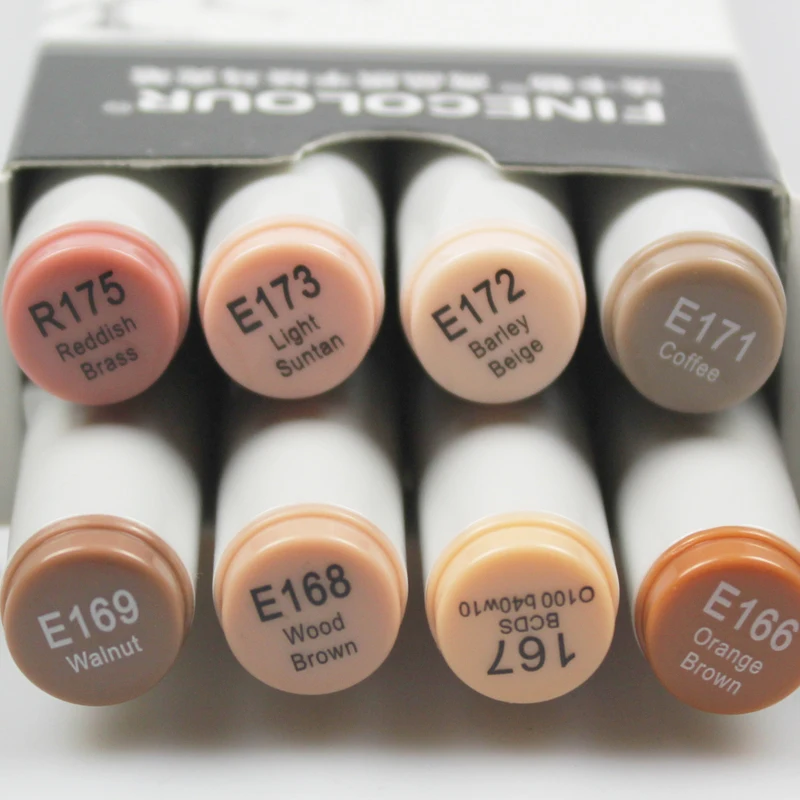 FINECOLOUR®
R175
Reddish
Brass
E173
Light
Suntan
E172
Barley
Beige
E171
Coffee
E169
Walnut
E168
Wood
Brown
167
BCDS
O100 b40w10
E166
Orange
Brown